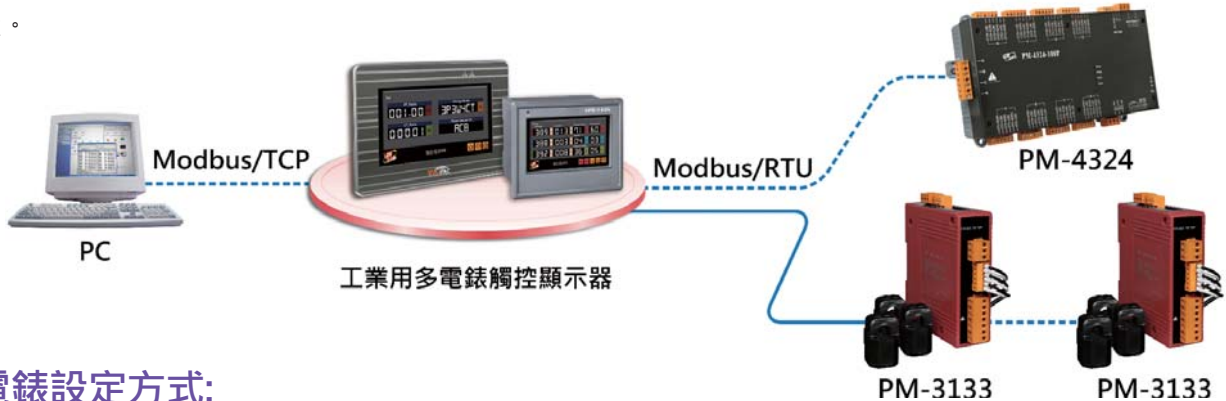 。
Modbus/TCP
Modbus/RTU
PM-4324
PC
工業用多電錶觸控顯示器
PM-3133
PM-3133
電錶設定方式: